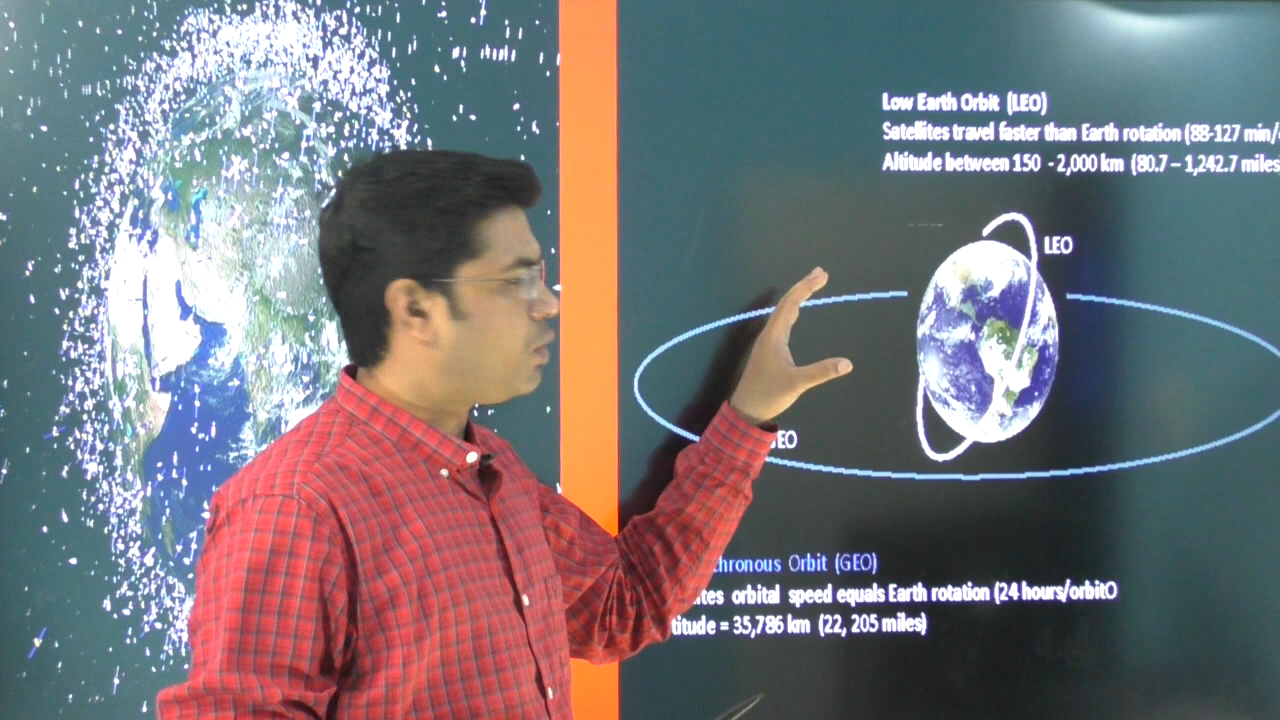 Low Earth Orbit (LEO)
Satellites travel faster than Earth rotation (88-127 min/
Altitude between 150 - 2,000 km (80.7 – 1,242.7 miles
LEO
EO
chronous Orbit (GEO)
ites orbital speed equals Earth rotation (24 hours/orbitO
titude = 35,786 km (22, 205 miles)